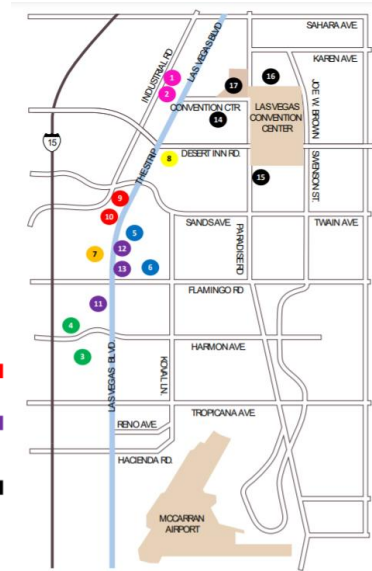 SAHARA AVE.
LAS VEGAS BLVD
KAREN AVE.
INDUSTRIAL RD
1
16
2
17
JOE W. BROWN
CONVENTION CTR.
LAS VEGAS
CONVENTION
CENTER
14
15
THE STRIP
DESERT INN RD.
8
SWENSON ST.
15
9
10
SANDS AVE.
TWAIN AVE.
5
PARADISE RD
12
7
13
6
FLAMINGO RD
11
4
HARMON AVE.
3
LAS VEGAS BLVD.
KOVAL LN.
TROPICANA AVE.
RENO AVE.
HACIENDA RD.
MCCARRAN
AIRPORT